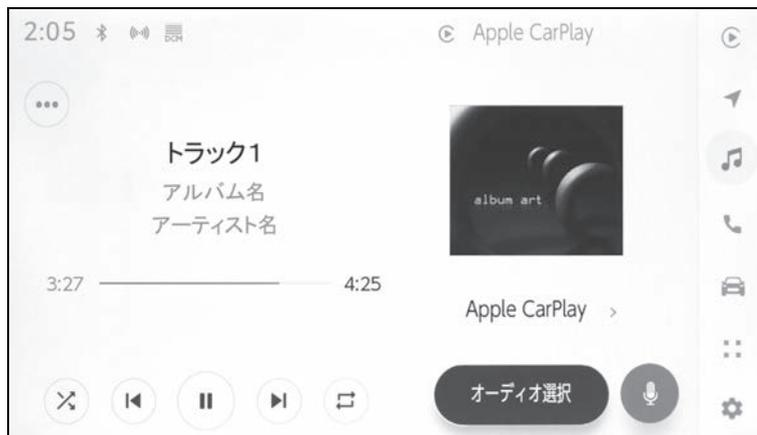 2:05
DCM
Apple CarPlay
トラック1
アルバム名
アーティスト名
3:27
4:25
album art
Apple CarPlay
オーディオ選択